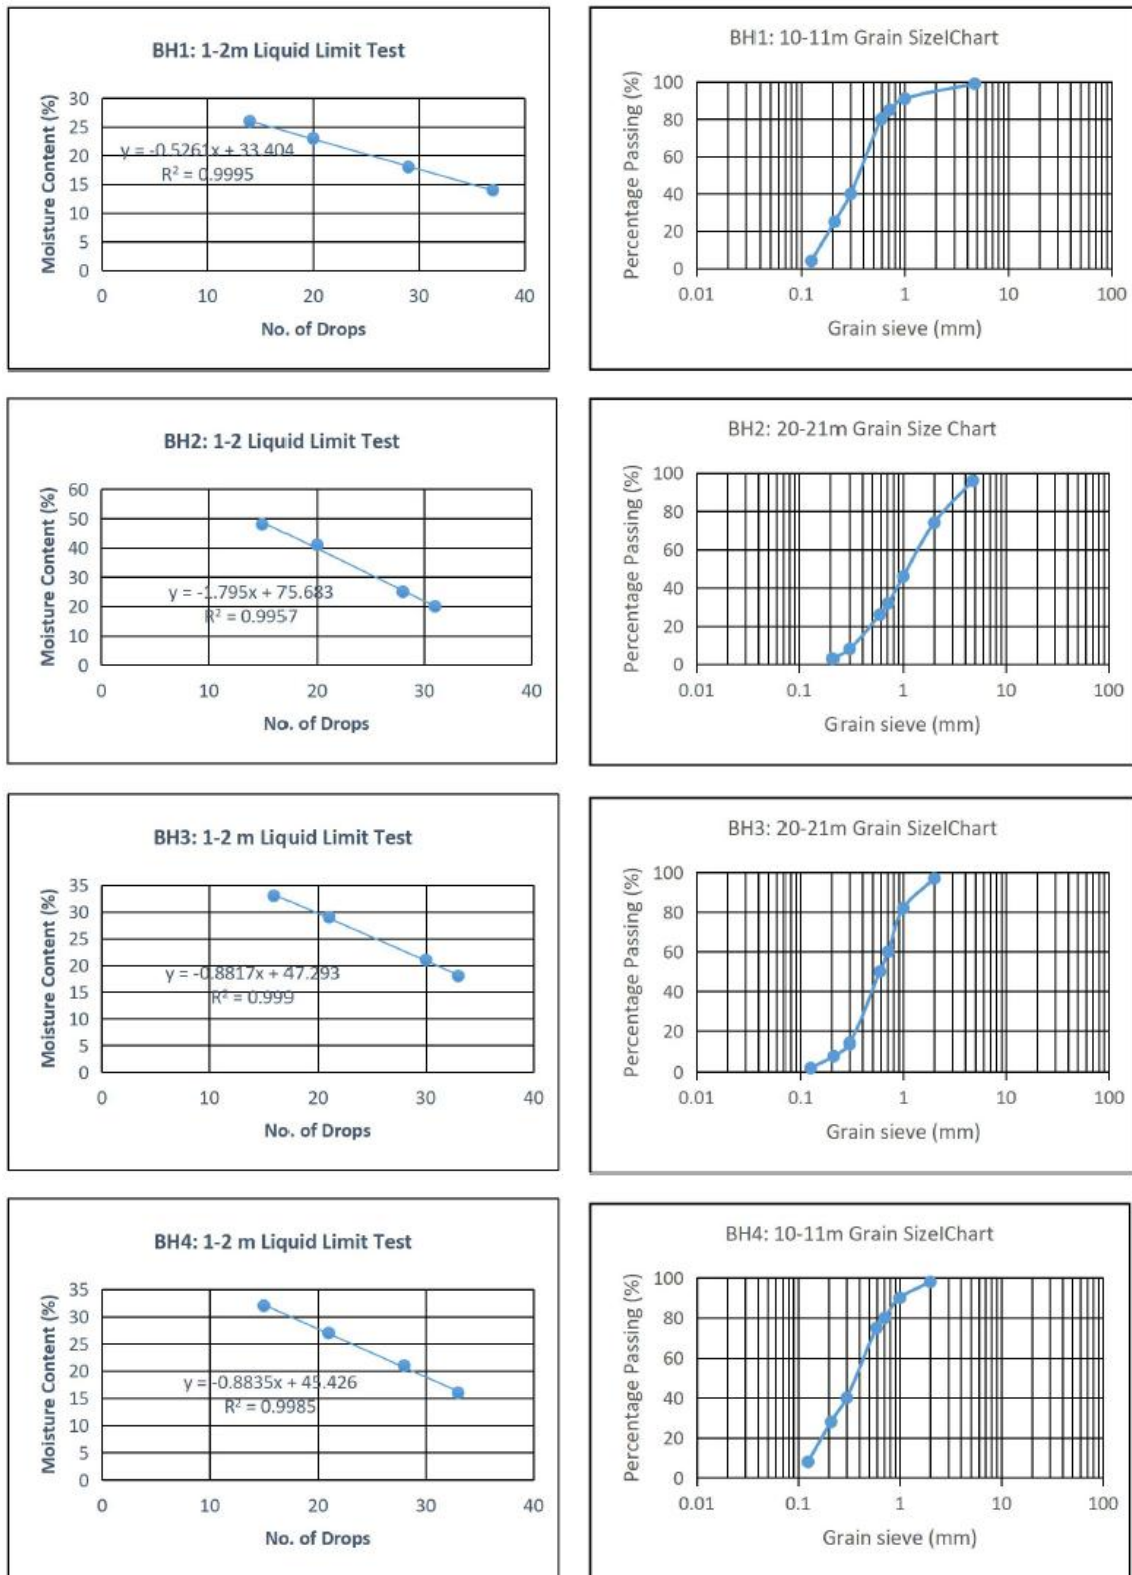 BH1: 1-2m Liquid Limit Test
Moisture Content (%)
30
25
20
15
10
5
0
y = -0.5261x + 33.404
R² = 0.9995
0 10 20 30 40
No. of Drops
BH1: 10-11m Grain SizeIChart
Percentage Passing (%)
100
80
60
40
20
0
0.01 0.1 1 10 100
Grain sieve (mm)
BH2: 1-2 Liquid Limit Test
Moisture Content (%)
60
50
40
30
20
10
0
y = -1.795x + 75.683
R² = 0.9957
0 10 20 30 40
No. of Drops
BH2: 20-21m Grain Size Chart
Percentage Passing (%)
100
80
60
40
20
0
0.01 0.1 1 10 100
Grain sieve (mm)
BH3: 1-2 m Liquid Limit Test
Moisture Content (%)
35
30
25
20
15
10
5
0
y = -0.8817x + 47.293
R² = 0.999
0 10 20 30 40
No. of Drops
BH3: 20-21m Grain SizeIChart
Percentage Passing (%)
100
80
60
40
20
0
0.01 0.1 1 10 100
Grain sieve (mm)
BH4: 1-2 m Liquid Limit Test
Moisture Content (%)
35
30
25
20
15
10
5
0
y = -0.8835x + 45.426
R² = 0.9985
0 10 20 30 40
No. of Drops
BH4: 10-11m Grain SizeIChart
Percentage Passing (%)
100
80
60
40
20
0
0.01 0.1 1 10 100
Grain sieve (mm)